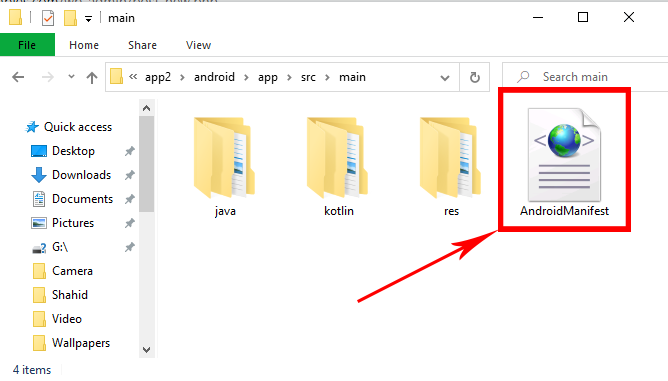 main
File
Home
Share
View
« app2 > android > app > src > main
Search main
Quick access
Desktop
Downloads
Documents
Pictures
G:\
Camera
Shahid
Video
Wallpapers
java
kotlin
res
AndroidManifest
4 items